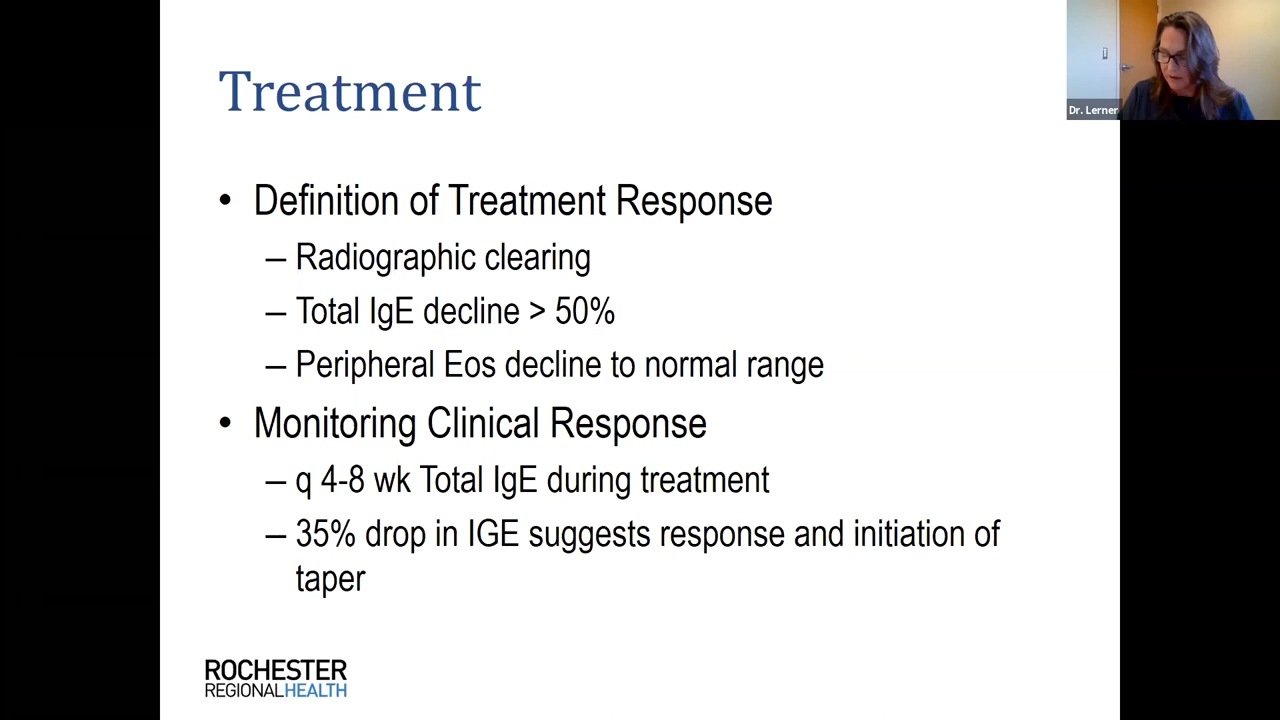 Treatment
Dr. Lerner
• Definition of Treatment Response
– Radiographic clearing
– Total IgE decline > 50%
– Peripheral Eos decline to normal range
• Monitoring Clinical Response
– q 4-8 wk Total IgE during treatment
– 35% drop in IGE suggests response and initiation of
taper
ROCHESTER
REGIONALHEALTH